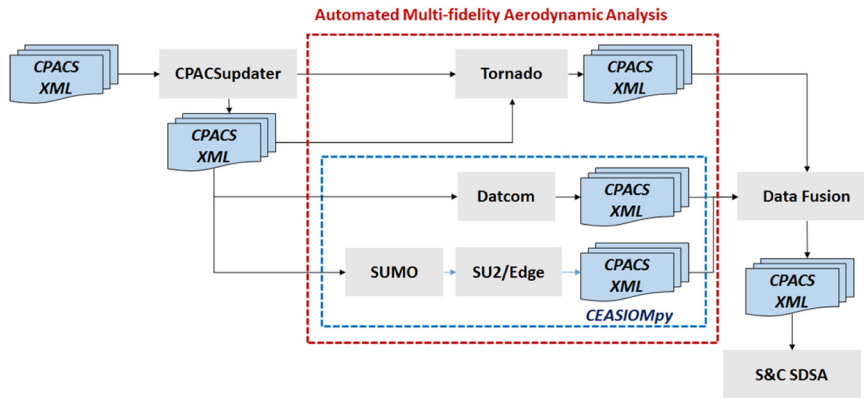 Automated Multi-fidelity Aerodynamic Analysis
CPACS
XML
CPACSupdater
Tornado
CPACS
XML
CPACS
XML
Datcom
CPACS
XML
Data Fusion
SUMO
SU2/Edge
CPACS
XML
CEASIOMpy
CPACS
XML
S&C SDSA